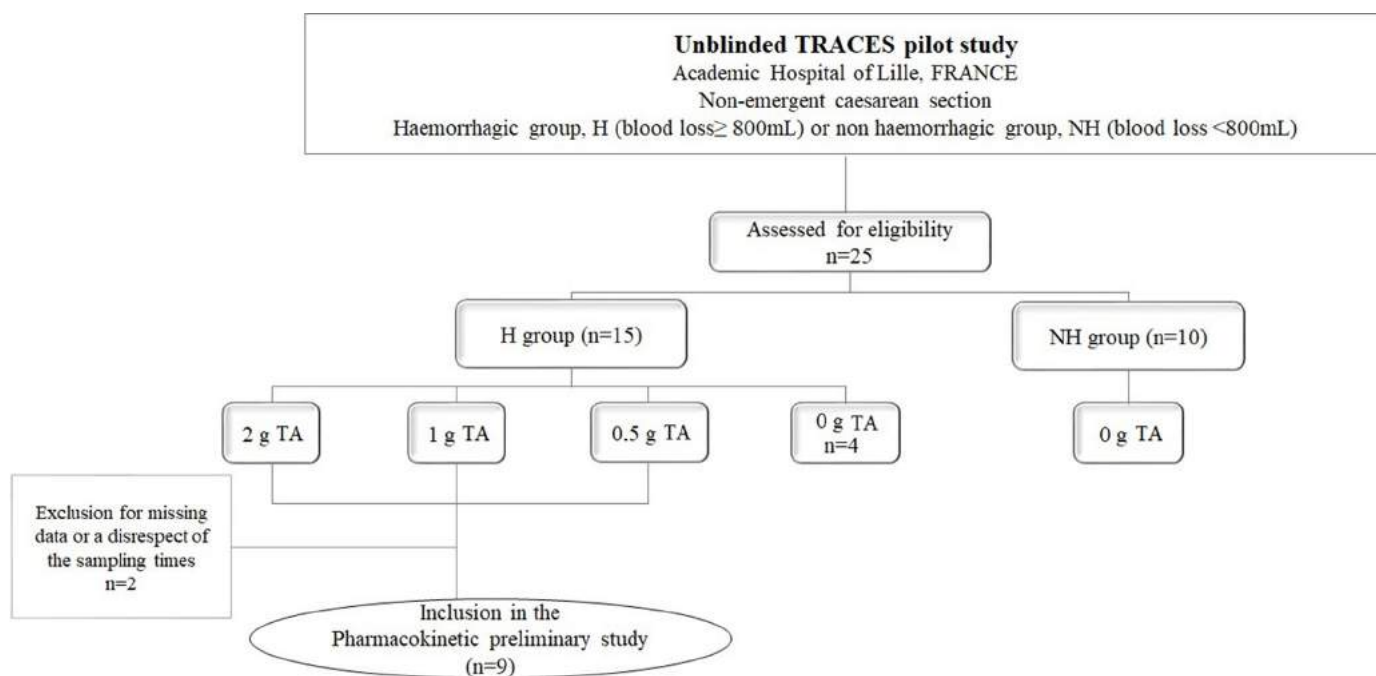 Unblinded TRACES pilot study
Academic Hospital of Lille, FRANCE
Non-emergent caesarean section
Haemorrhagic group, H (blood loss≥ 800mL) or non haemorrhagic group, NH (blood loss <800mL)
Assessed for eligibility
n=25
H group (n=15)
NH group (n=10)
2 g TA
1 g TA
0.5 g TA
0 g TA
n=4
0 g TA
Exclusion for missing
data or a disrespect of
the sampling times
n=2
Inclusion in the
Pharmacokinetic preliminary study
(n=9)